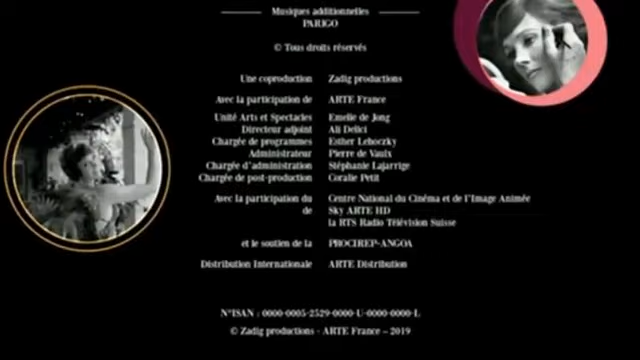 Musiques additionnelles
PARIGO
© Tous droits réservés
Une coproduction Zadig productions
Avec la participation de ARTE France
Unité Arts et Spectacles Emelie de Jong
Directeur adjoint Ali Delici
Chargée de programmes Esther Lehoczky
Administrateur Pierre de Vaulx
Chargée d'administration Stéphanie Lajarrige
Chargée de post-production Coralie Petit
Avec la participation du Centre National du Cinéma et de l'Image Animée
de Sky ARTE HD
la RTS Radio Télévision Suisse
et le soutien de la PROCIREP-ANGOA
Distribution Internationale ARTE Distribution
N°ISAN : 0000-0005-2529-0000-U-0000-0000-L
© Zadig productions - ARTE France – 2019